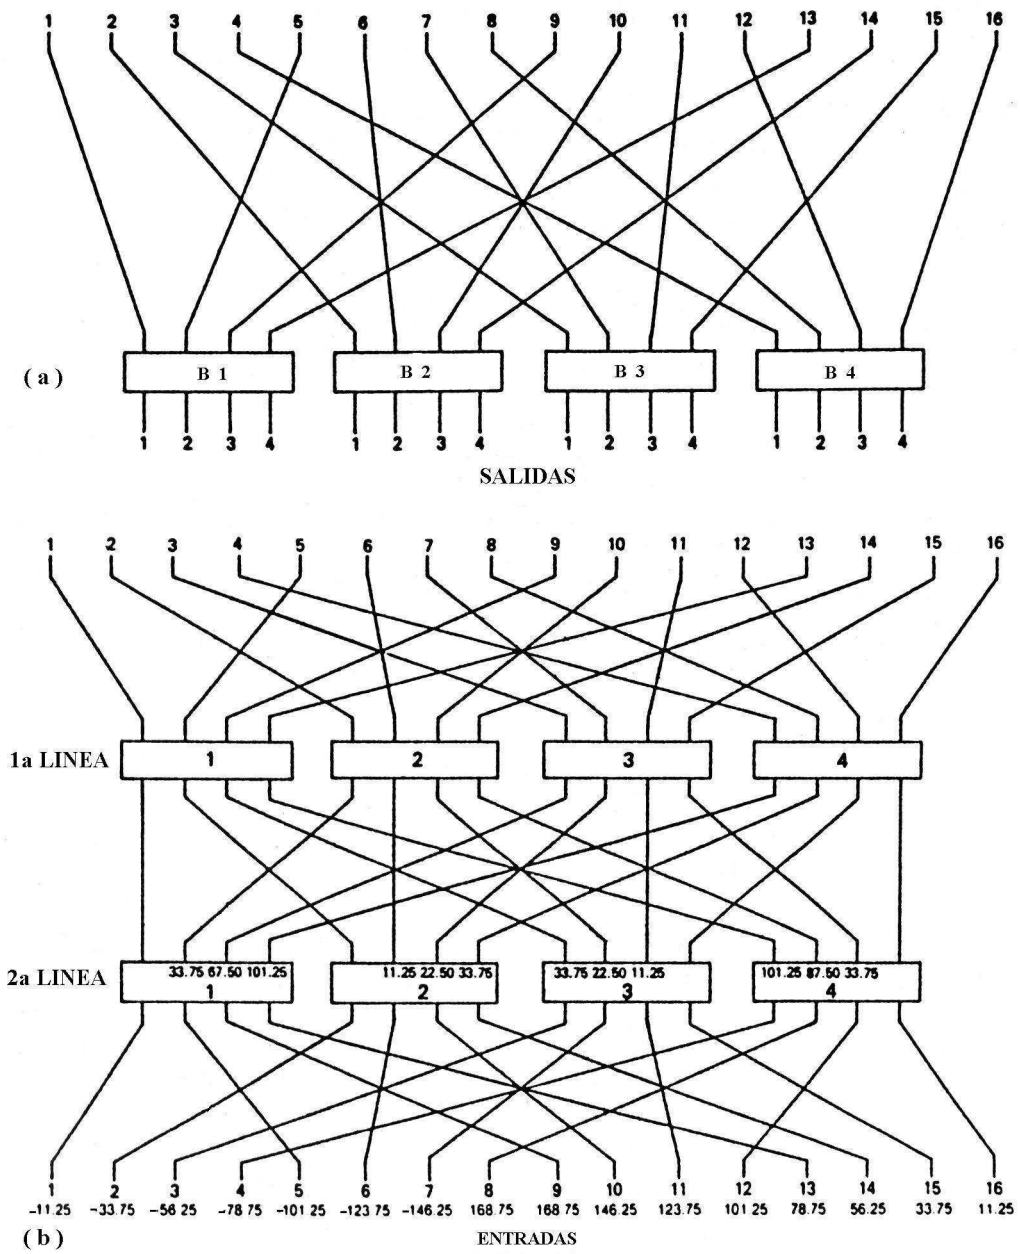 1 2 3 4 5 6 7 8 9 10 11 12 13 14 15 16
( a ) B 1 B 2 B 3 B 4
1 2 3 4 1 2 3 4 1 2 3 4 1 2 3 4
SALIDAS
1 2 3 4 5 6 7 8 9 10 11 12 13 14 15 16
1a LINEA 1 2 3 4
33.75 67.50 101.25 11.25 22.50 33.75 33.75 22.50 11.25 101.25 87.50 33.75
2a LINEA 1 2 3 4
1 2 3 4 5 6 7 8 9 10 11 12 13 14 15 16
-11.25 -33.75 -56.25 -78.75 -101.25 -123.75 -146.25 168.75 168.75 146.25 123.75 101.25 78.75 56.25 33.75 11.25
( b ) ENTRADAS